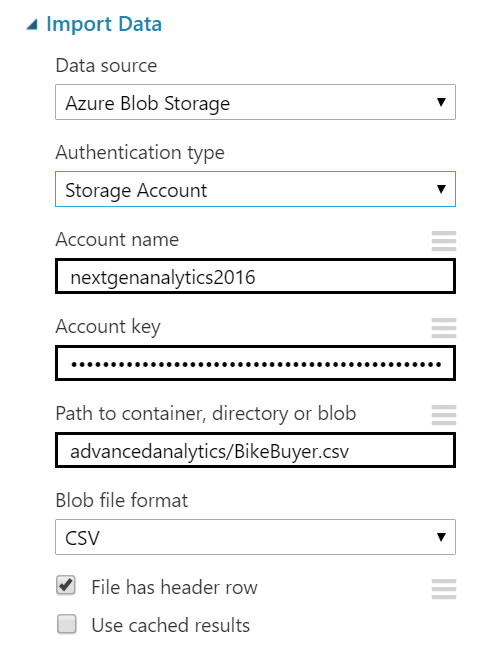 Import Data
Data source
Azure Blob Storage
Authentication type
Storage Account
Account name
nextgenanalytics2016
Account key
••••••••••••••••••••••••••••••••••••••••••••••••
Path to container, directory or blob
advancedanalytics/BikeBuyer.csv
Blob file format
CSV
File has header row
Use cached results